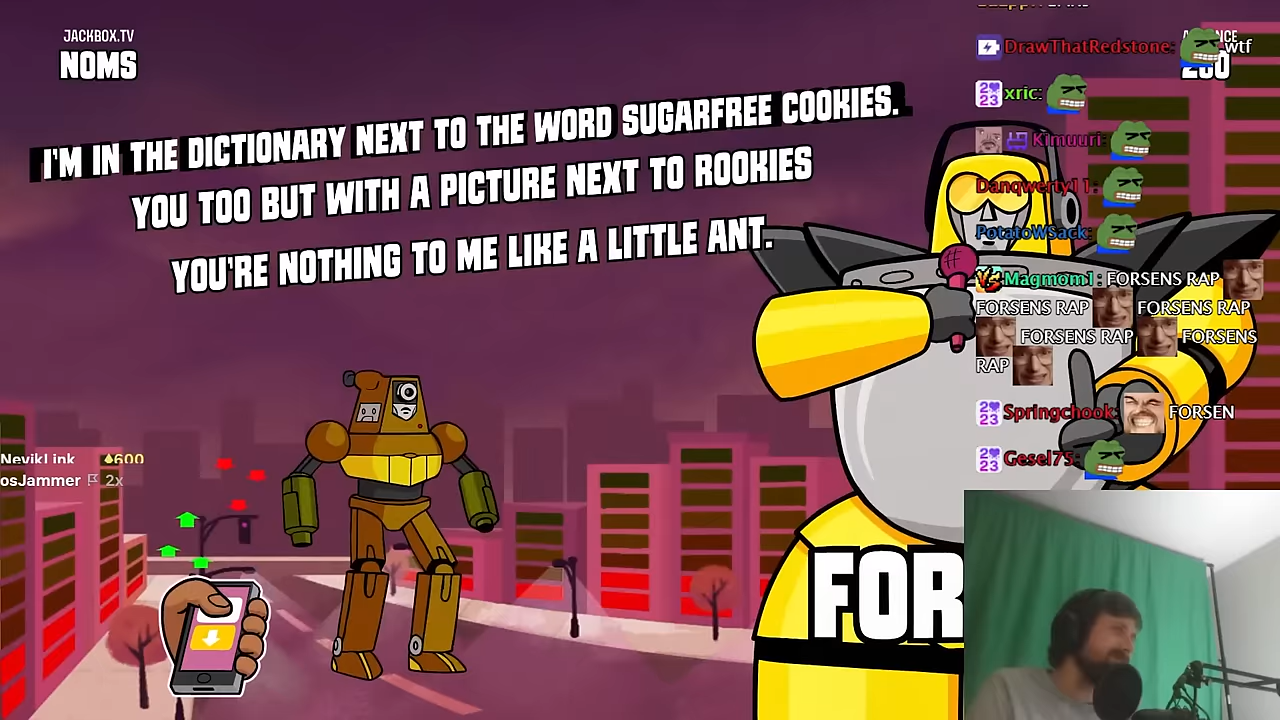 JACKBOX.TV
NOMS
I'M IN THE DICTIONARY NEXT TO THE WORD SUGARFREE COOKIES.
YOU TOO BUT WITH A PICTURE NEXT TO ROOKIES
YOU'RE NOTHING TO ME LIKE A LITTLE ANT.
DrawThatRedstone: wtf
xric:
Kimuuri:
Danqwerty11:
PotatoWSack:
Magmom1: FORSENS RAP
FORSENS RAP FORSENS RAP
FORSENS RAP FORSENS
RAP
Springchook: FORSEN
Gesel75:
NevikLink 600
osJammer 2x
FOR